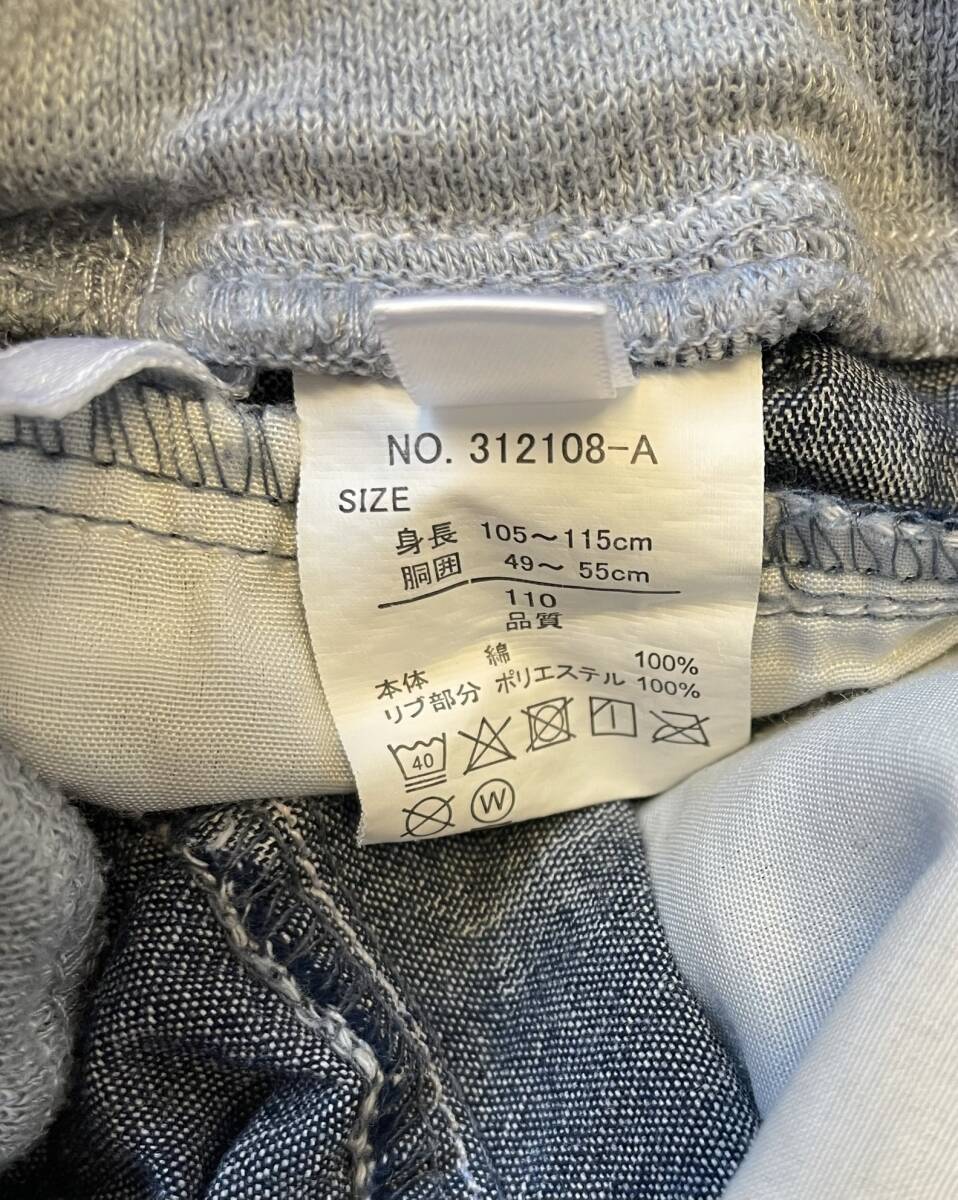 NO. 312108-A
SIZE
身長 105～115cm
胴囲 49～ 55cm
110
品質
本体 綿 100%
リブ部分 ポリエステル 100%
40
W